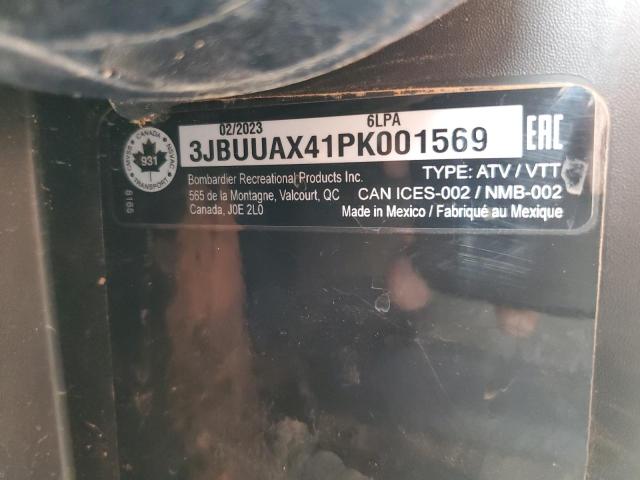 02/2023 6LPA
3JBUUAX41PK001569
EAC
CANADA
931
TRANSPORT
Bombardier Recreational Products Inc.
565 de la Montagne, Valcourt, QC
Canada, J0E 2L0
TYPE: ATV / VTT
CAN ICES-002 / NMB-002
Made in Mexico / Fabriqué au Mexique